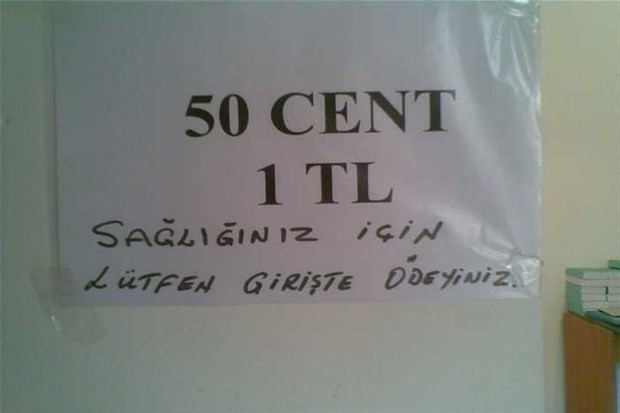 50 CENT
1 TL
SAĞLIĞINIZ İÇİN
LÜTFEN GİRİŞTE ÖDEYİNİZ.